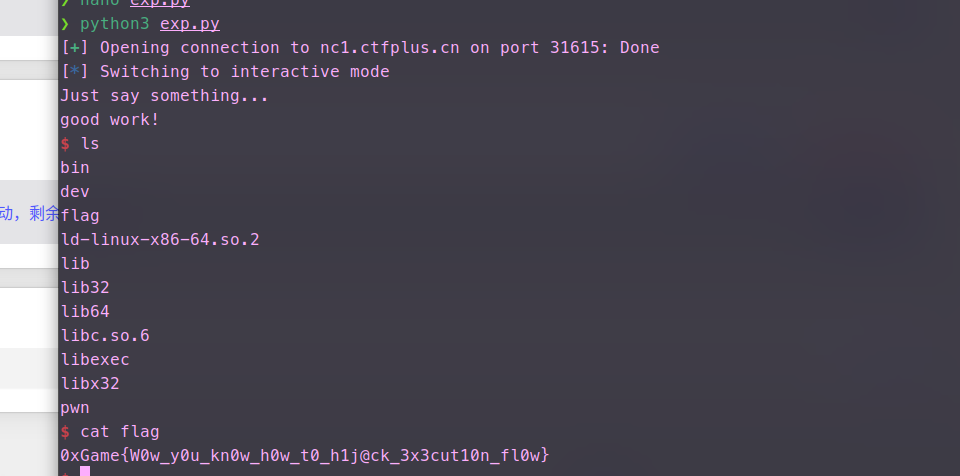 ❯ nano exp.py
❯ python3 exp.py
[+] Opening connection to nc1.ctfplus.cn on port 31615: Done
[*] Switching to interactive mode
Just say something...
good work!
$ ls
bin
dev
动，剩余
flag
ld-linux-x86-64.so.2
lib
lib32
lib64
libc.so.6
libexec
libx32
pwn
$ cat flag
0xGame{W0w_y0u_kn0w_h0w_t0_h1j@ck_3x3cut10n_fl0w}
$